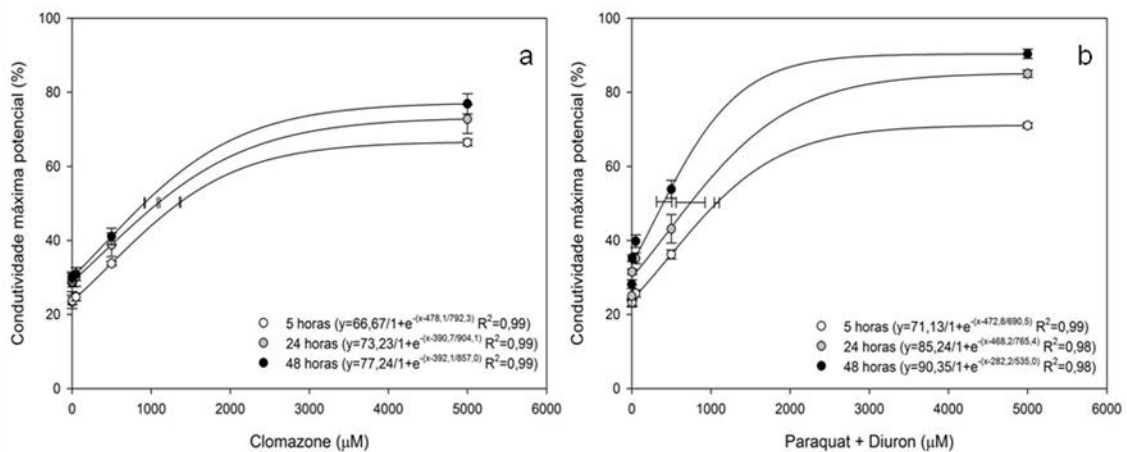 a
Condutividade máxima potencial (%)
100
80
60
40
20
0
5 horas (y=66,67/1+e^-(x-478,1/792,3) R²=0,99)
24 horas (y=73,23/1+e^-(x-390,7/904,1) R²=0,99)
48 horas (y=77,24/1+e^-(x-392,1/857,0) R²=0,99)
0 1000 2000 3000 4000 5000 6000
Clomazone (µM)
b
Condutividade máxima potencial (%)
100
80
60
40
20
0
5 horas (y=71,13/1+e^-(x-472,8/690,5) R²=0,99)
24 horas (y=85,24/1+e^-(x-468,2/765,4) R²=0,98)
48 horas (y=90,35/1+e^-(x-282,2/535,0) R²=0,98)
0 1000 2000 3000 4000 5000 6000
Paraquat + Diuron (µM)